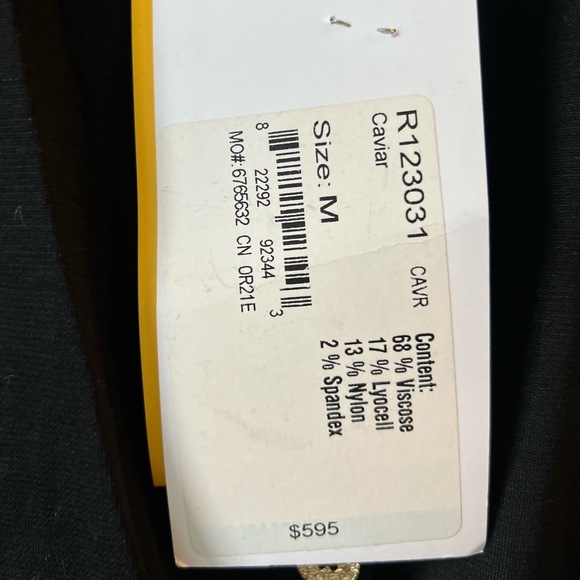 R123031 CAVR
Caviar
Size: M
8 22292 92344 3
MO#: 6765632 CN 0R21E
Content:
68 % Viscose
17 % Lyocell
13 % Nylon
2 % Spandex
$595